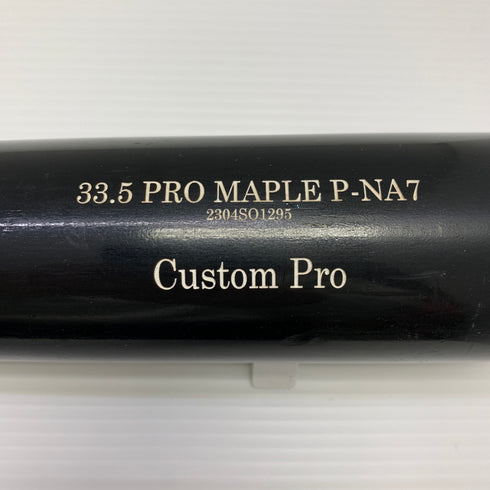 33.5 PRO MAPLE P-NA7
2304SO1295
Custom Pro